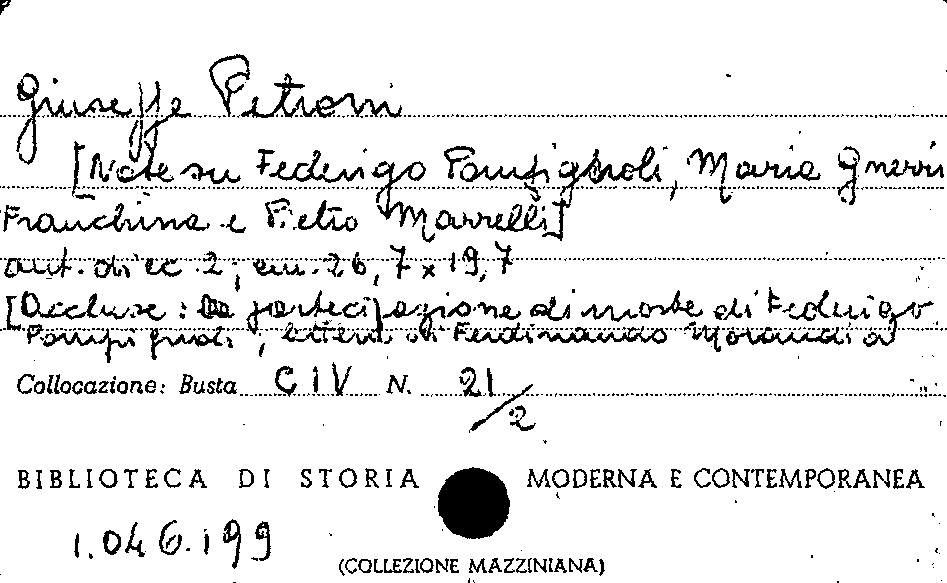 Giuseppe Petroni
[Note su Federigo Pompignoli, Maria Gnerri
Franchina e Pietro Marrelli]
aut. di cc. 2; cm. 26,7 x 19,7
[Accluse: partecipazione di morte di Federigo
Pompignoli, lettera di Ferdinando Morandi a
Collocazione: Busta CIV N. 21/2
BIBLIOTECA DI STORIA MODERNA E CONTEMPORANEA
1.046.199
(COLLEZIONE MAZZINIANA)